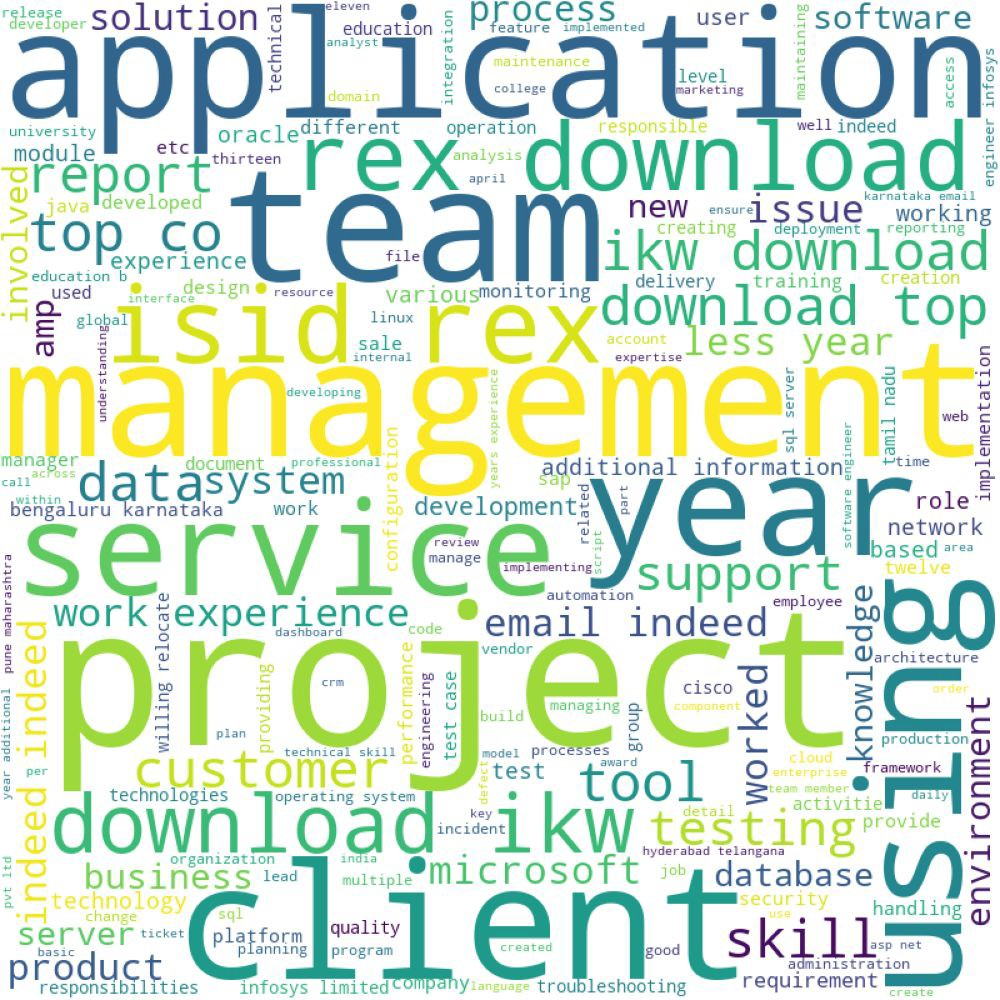 release
developer
solution
technical
eleven
education
analyst
domain
process
feature
implemented
integration
maintenance
college
user
level
marketing
software
maintaining
access
engineer infosys
application
university
module
etc
oracle
thirteen
different
operation
analysis
april
responsible
well
indeed
rex download
report
involved
java
developed
team
new
ensure
issue
karnataka email
working
creating
deployment
reporting
top co
experience
file
ikw download
education b
used
design
resource
interface
various
monitoring
delivery
training
creation
amp
global
isid rex
linux
sale
internal
download top
account
expertise
less year
understanding
developing
management
years experience
sql server
tamil nadu
web
implementation
manager
across
call
within
document
professional
configuration
additional information
sap
software engineer
time
data
system
bengaluru karnataka
work
development
related
part
script
year
role
network
service
review
manage
implementing
based
area
twelve
support
pune maharashtra
work experience
willing relocate
automation
email indeed
employee
knowledge
using
dashboard
code
vendor
architecture
indeed indeed
project
providing
crm
performance
engineering
test case
build
managing
group
cisco
component
worked
order
production
environment
year additional
per
plan
technical skill
model
processes
award
defect
test
cloud
enterprise
framework
team member
customer
technologies
operating system
key
tool
detail
activitie
daily
provide
download ikw
incident
testing
organization
india
hyderabad telangana
pvt ltd
business
lead
multiple
microsoft
job
database
technology
change
sql
client
security
use
handling
server
ticket
platform
planning
quality
program
created
good
skill
asp net
basic
product
responsibilities
infosys limited
company
language
troubleshooting
administration
requirement
create